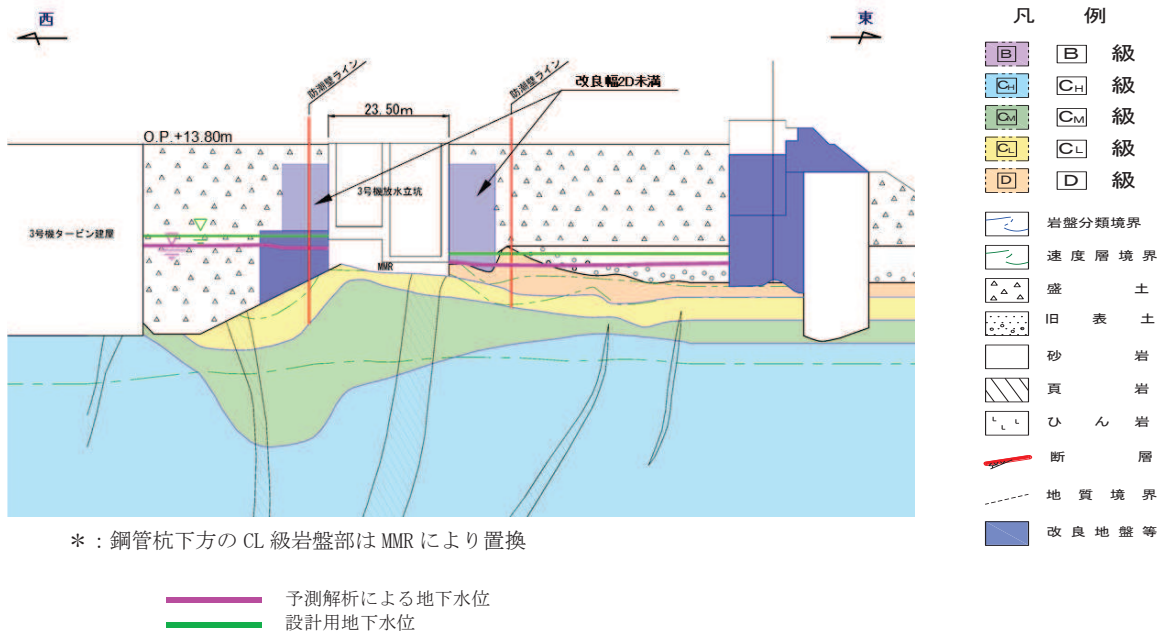 西
東
防潮壁ライン
防潮壁ライン
改良幅2D未満
23.50m
O.P.+13.80m
3号機放水立坑
3号機タービン建屋
MMR
凡 例
B B 級
CH CH 級
CM CM 級
CL CL 級
D D 級
岩盤分類境界
速度層境界
盛土
旧表土
砂岩
頁岩
ひん岩
断層
地質境界
改良地盤等
*:鋼管杭下方の CL 級岩盤部は MMR により置換
予測解析による地下水位
設計用地下水位